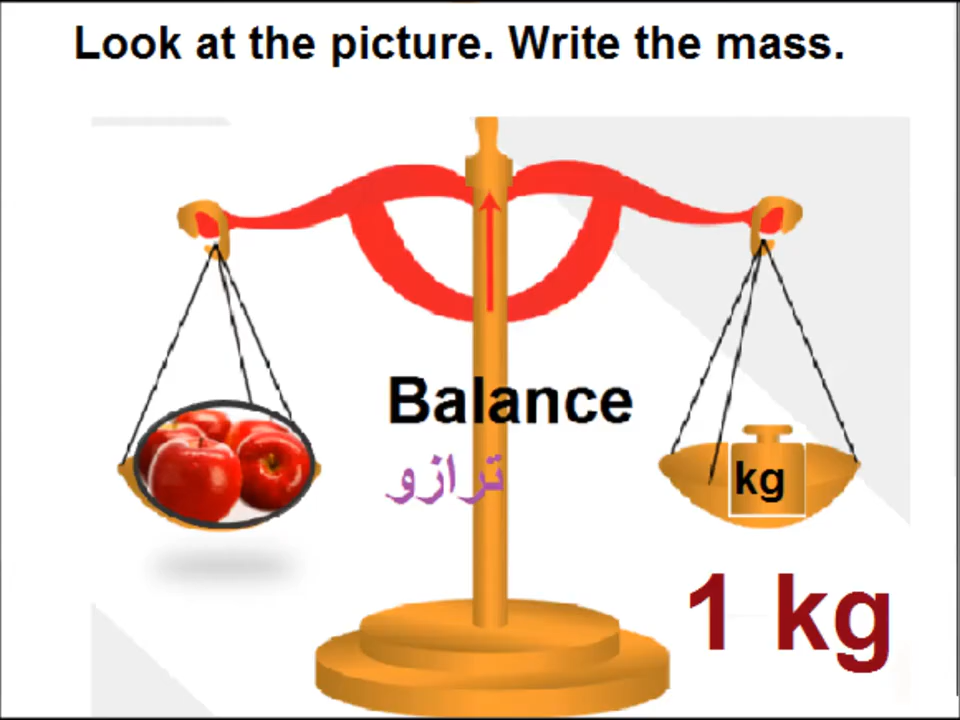 Look at the picture. Write the mass.
Balance
ترازو
kg
1 kg